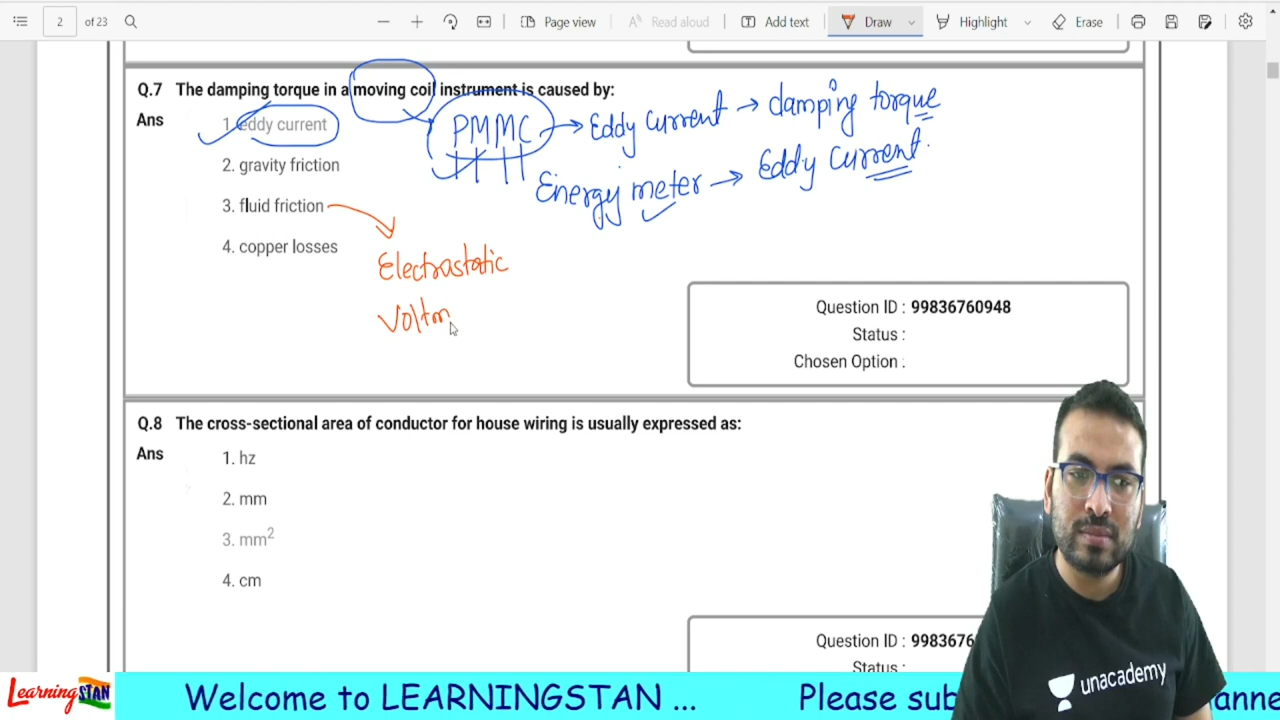 2 of 23 Page view Read aloud Add text Draw Highlight Erase
Q.7 The damping torque in a moving coil instrument is caused by:
Ans 1. eddy current
2. gravity friction
3. fluid friction
4. copper losses
PMMC → Eddy Current → damping torque
Energy meter → Eddy Current.
Electrostatic
Voltm
Question ID : 99836760948
Status :
Chosen Option :
Q.8 The cross-sectional area of conductor for house wiring is usually expressed as:
Ans 1. hz
2. mm
3. mm²
4. cm
Question ID : 9983676
Status :
unacademy
Learning STAN
Welcome to LEARNINGSTAN ... Please sub anne